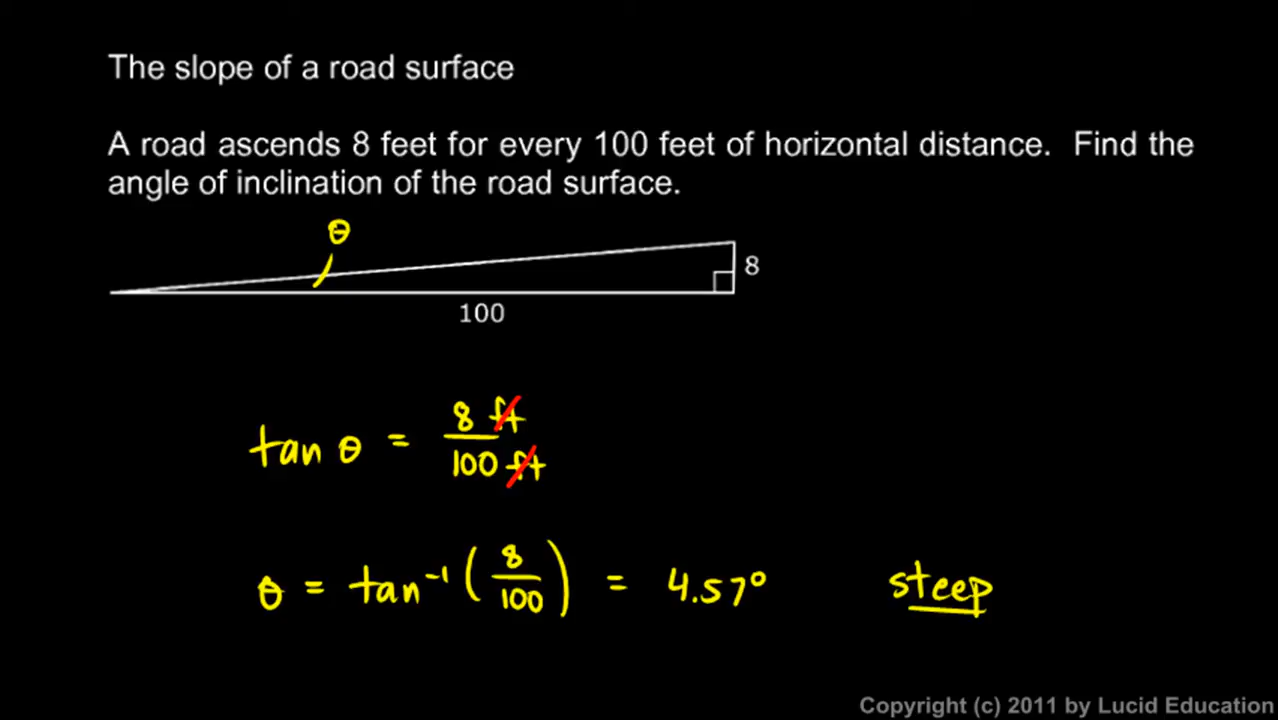 The slope of a road surface
A road ascends 8 feet for every 100 feet of horizontal distance.  Find the
angle of inclination of the road surface.
θ
8
100
tan θ = 8 ft / 100 ft
θ = tan⁻¹ (8/100) = 4.57° steep
Copyright (c) 2011 by Lucid Education